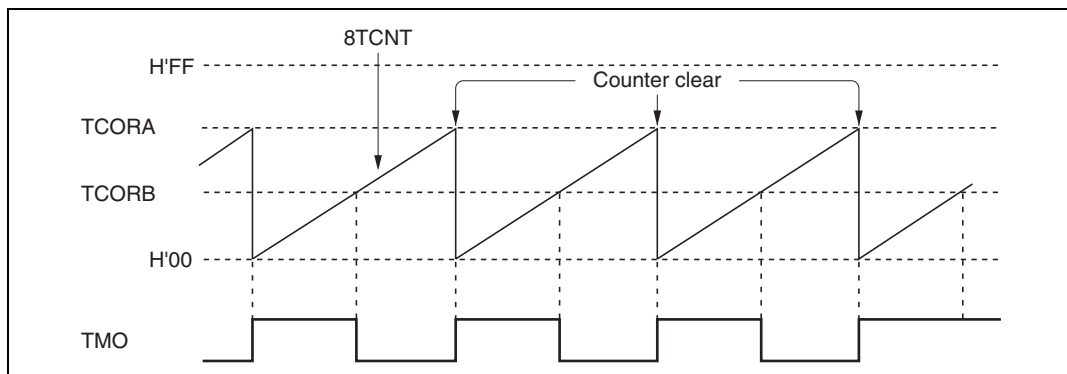 8TCNT
H'FF
Counter clear
TCORA
TCORB
H'00
TMO